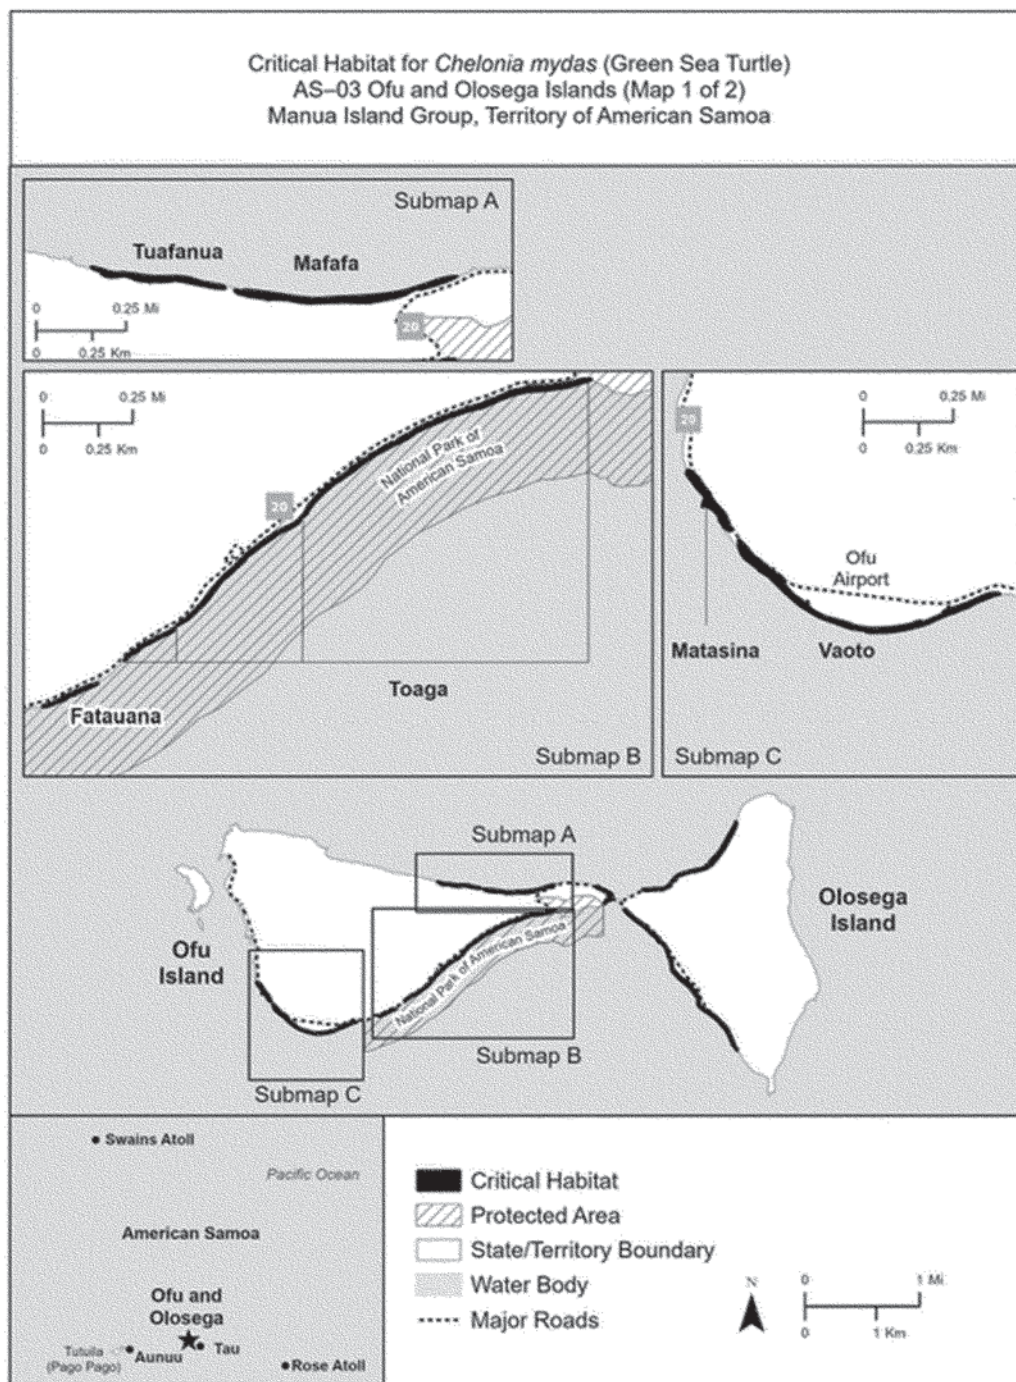 Critical Habitat for Chelonia mydas (Green Sea Turtle)
AS–03 Ofu and Olosega Islands (Map 1 of 2)
Manua Island Group, Territory of American Samoa
Submap A
Tuafanua
Mafafa
0 0.25 Mi
0 0.25 Km
20
0 0.25 Mi
0 0.25 Km
National Park of
American Samoa
20
Toaga
Fatauana
Submap B
20
0 0.25 Mi
0 0.25 Km
Ofu
Airport
Matasina
Vaoto
Submap C
Submap A
Olosega
Island
Ofu
Island
National Park of American Samoa
Submap B
Submap C
Swains Atoll
Pacific Ocean
American Samoa
Ofu and
Olosega
Tutuila
(Pago Pago)
Aunuu
Tau
Rose Atoll
Critical Habitat
Protected Area
State/Territory Boundary
Water Body
Major Roads
N
0 1 Mi
0 1 Km